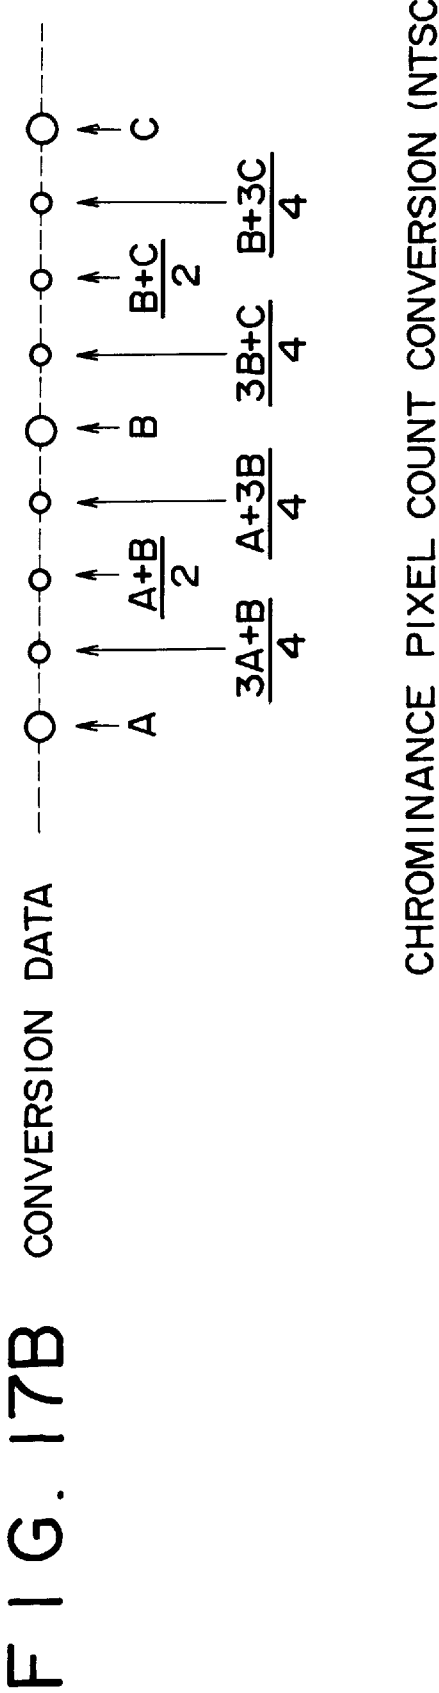 FIG. 17B CONVERSION DATA
A
3A+B
4
A+B
2
A+3B
4
B
3B+C
4
B+C
2
B+3C
4
C
CHROMINANCE PIXEL COUNT CONVERSION (NTSC